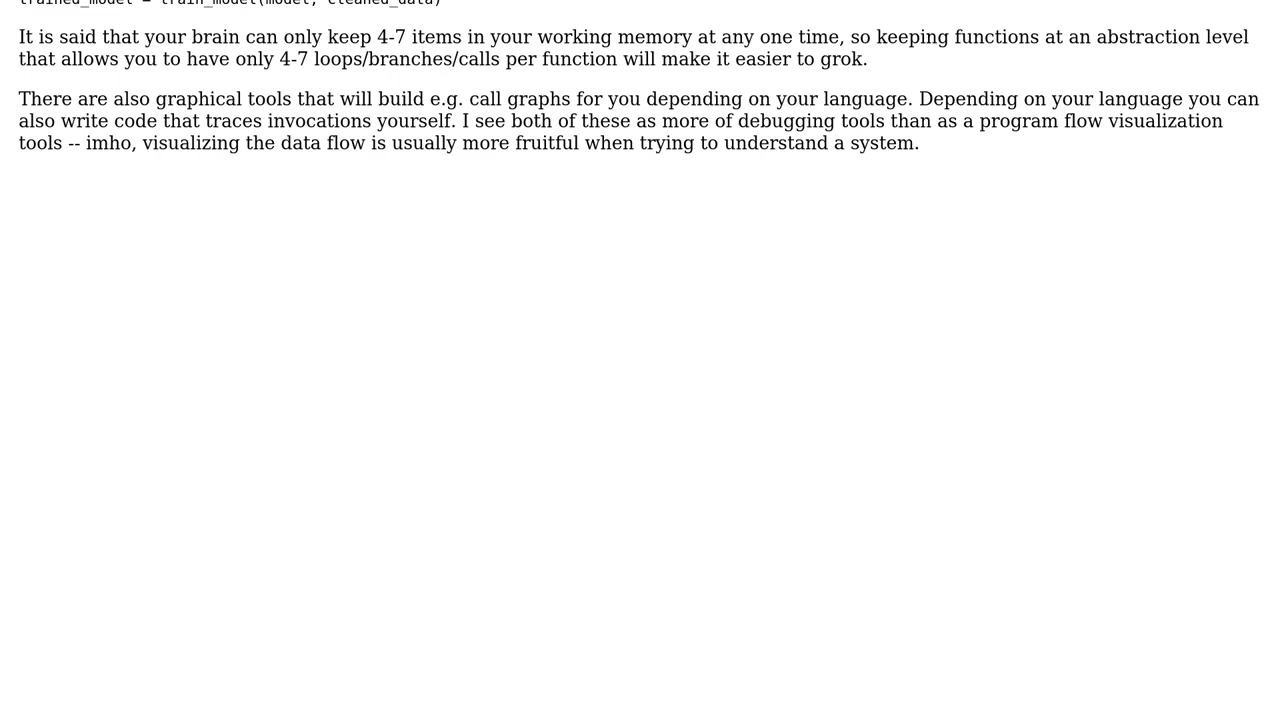 trained_model = train_model(model, cleaned_data)
It is said that your brain can only keep 4-7 items in your working memory at any one time, so keeping functions at an abstraction level
that allows you to have only 4-7 loops/branches/calls per function will make it easier to grok.
There are also graphical tools that will build e.g. call graphs for you depending on your language. Depending on your language you can
also write code that traces invocations yourself. I see both of these as more of debugging tools than as a program flow visualization
tools -- imho, visualizing the data flow is usually more fruitful when trying to understand a system.